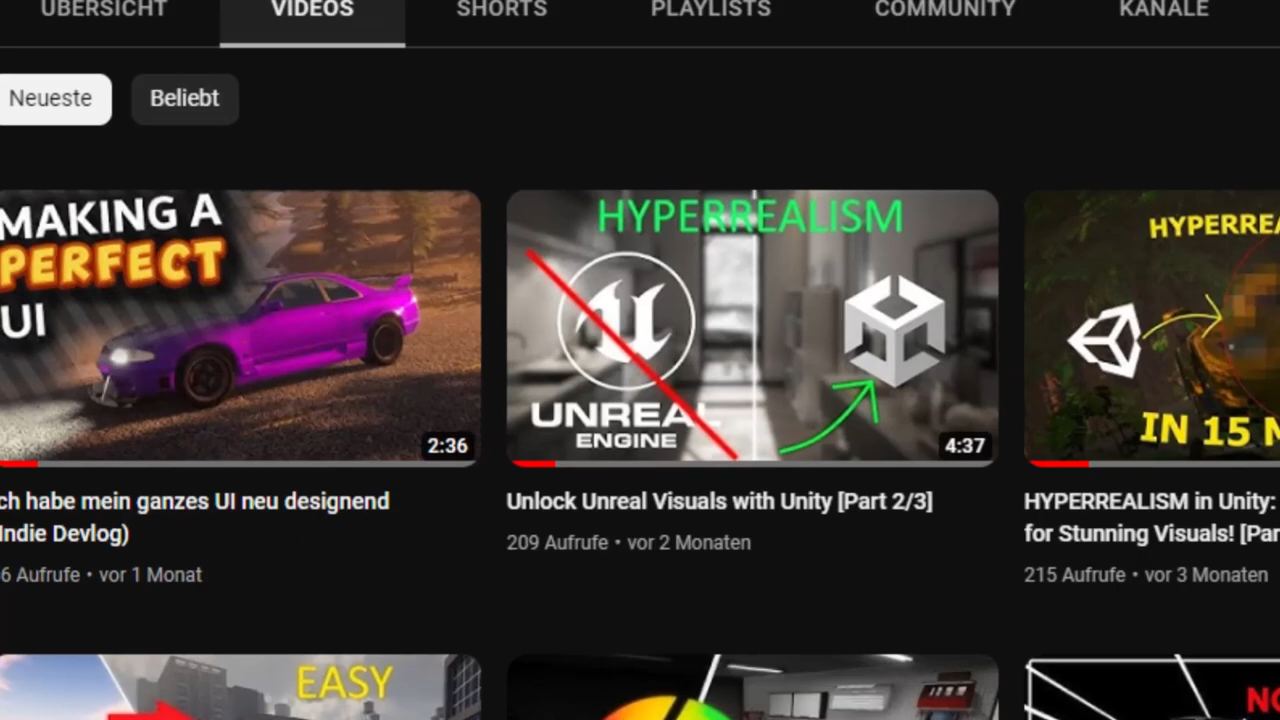 ÜBERSICHT
VIDEOS
SHORTS
PLAYLISTS
COMMUNITY
KANÄLE
Neueste
Beliebt
MAKING A
PERFECT
UI
2:36
HYPERREALISM
UNREAL
ENGINE
4:37
HYPERREA
IN 15 M
ch habe mein ganzes UI neu designend
Indie Devlog)
6 Aufrufe • vor 1 Monat
Unlock Unreal Visuals with Unity [Part 2/3]
209 Aufrufe • vor 2 Monaten
HYPERREALISM in Unity:
for Stunning Visuals! [Par
215 Aufrufe • vor 3 Monaten
EASY
NO